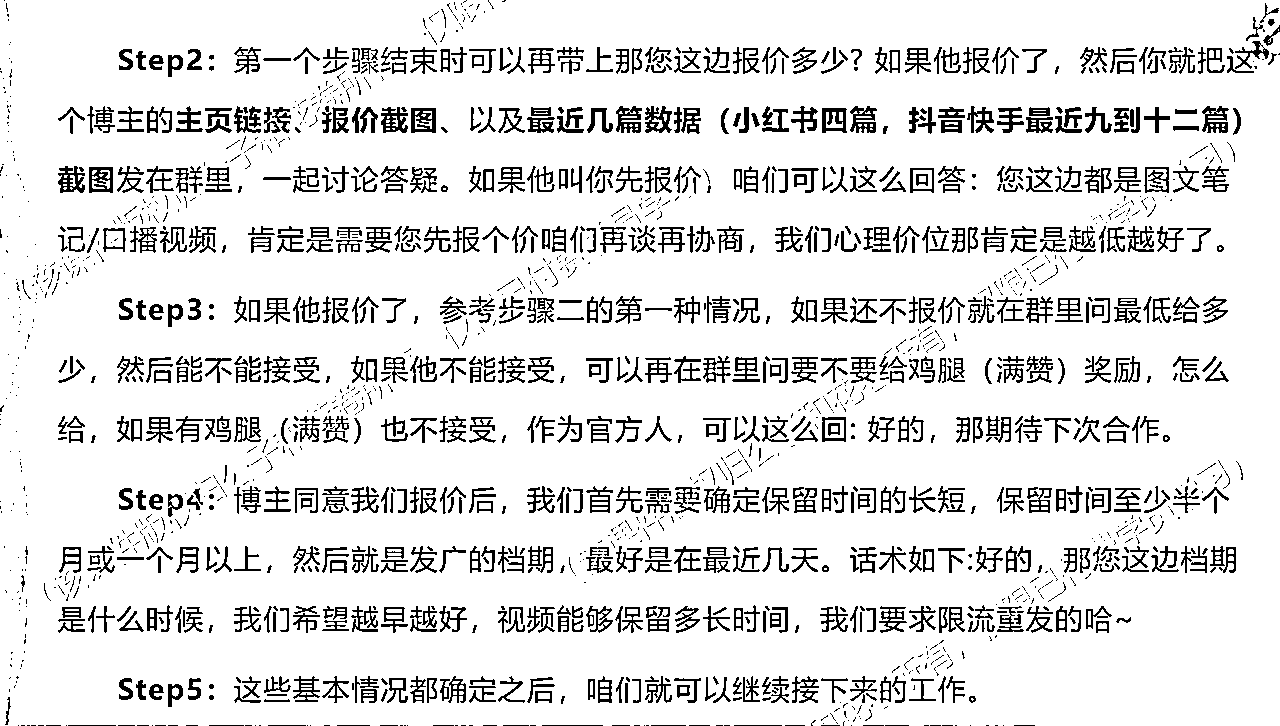 Step2：第一个步骤结束时可以再带上那您这边报价多少？如果他报价了，然后你就把这
个博主的主页链接、报价截图、以及最近几篇数据（小红书四篇，抖音快手最近九到十二篇）
截图发在群里，一起讨论答疑。如果他叫你先报价，咱们可以这么回答：您这边都是图文笔
记/口播视频，肯定是需要您先报个价咱们再谈再协商，我们心理价位那肯定是越低越好了。
Step3：如果他报价了，参考步骤二的第一种情况，如果还不报价就在群里问最低给多
少，然后能不能接受，如果他不能接受，可以再在群里问要不要给鸡腿（满赞）奖励，怎么
给，如果有鸡腿（满赞）也不接受，作为官方人，可以这么回：好的，那期待下次合作。
Step4：博主同意我们报价后，我们首先需要确定保留时间的长短，保留时间至少半个
月或一个月以上，然后就是发广的档期，最好是在最近几天。话术如下:好的，那您这边档期
是什么时候，我们希望越早越好，视频能够保留多长时间，我们要求限流重发的哈~
Step5：这些基本情况都确定之后，咱们就可以继续接下来的工作。